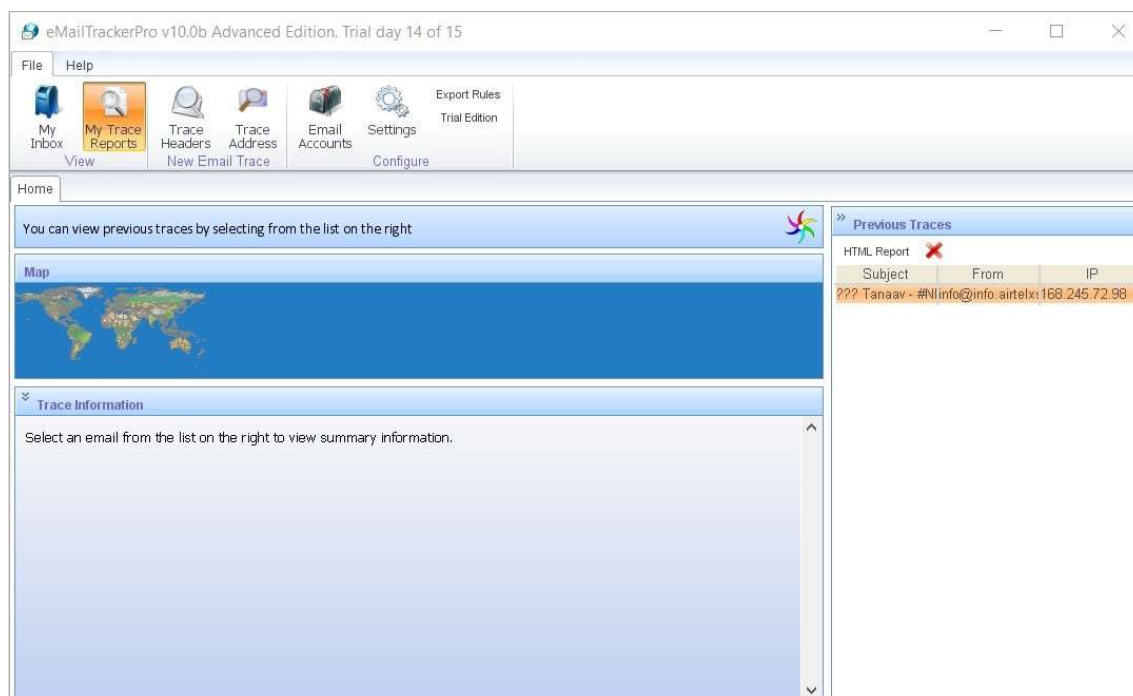 eMailTrackerPro v10.0b Advanced Edition. Trial day 14 of 15
File Help
My Inbox
My Trace Reports
View
Trace Headers
Trace Address
New Email Trace
Email Accounts
Settings
Export Rules
Trial Edition
Configure
Home
You can view previous traces by selecting from the list on the right
Map
Trace Information
Select an email from the list on the right to view summary information.
Previous Traces
HTML Report
Subject From IP
??? Tanaav - #NI info@info.airtelx 168.245.72.98